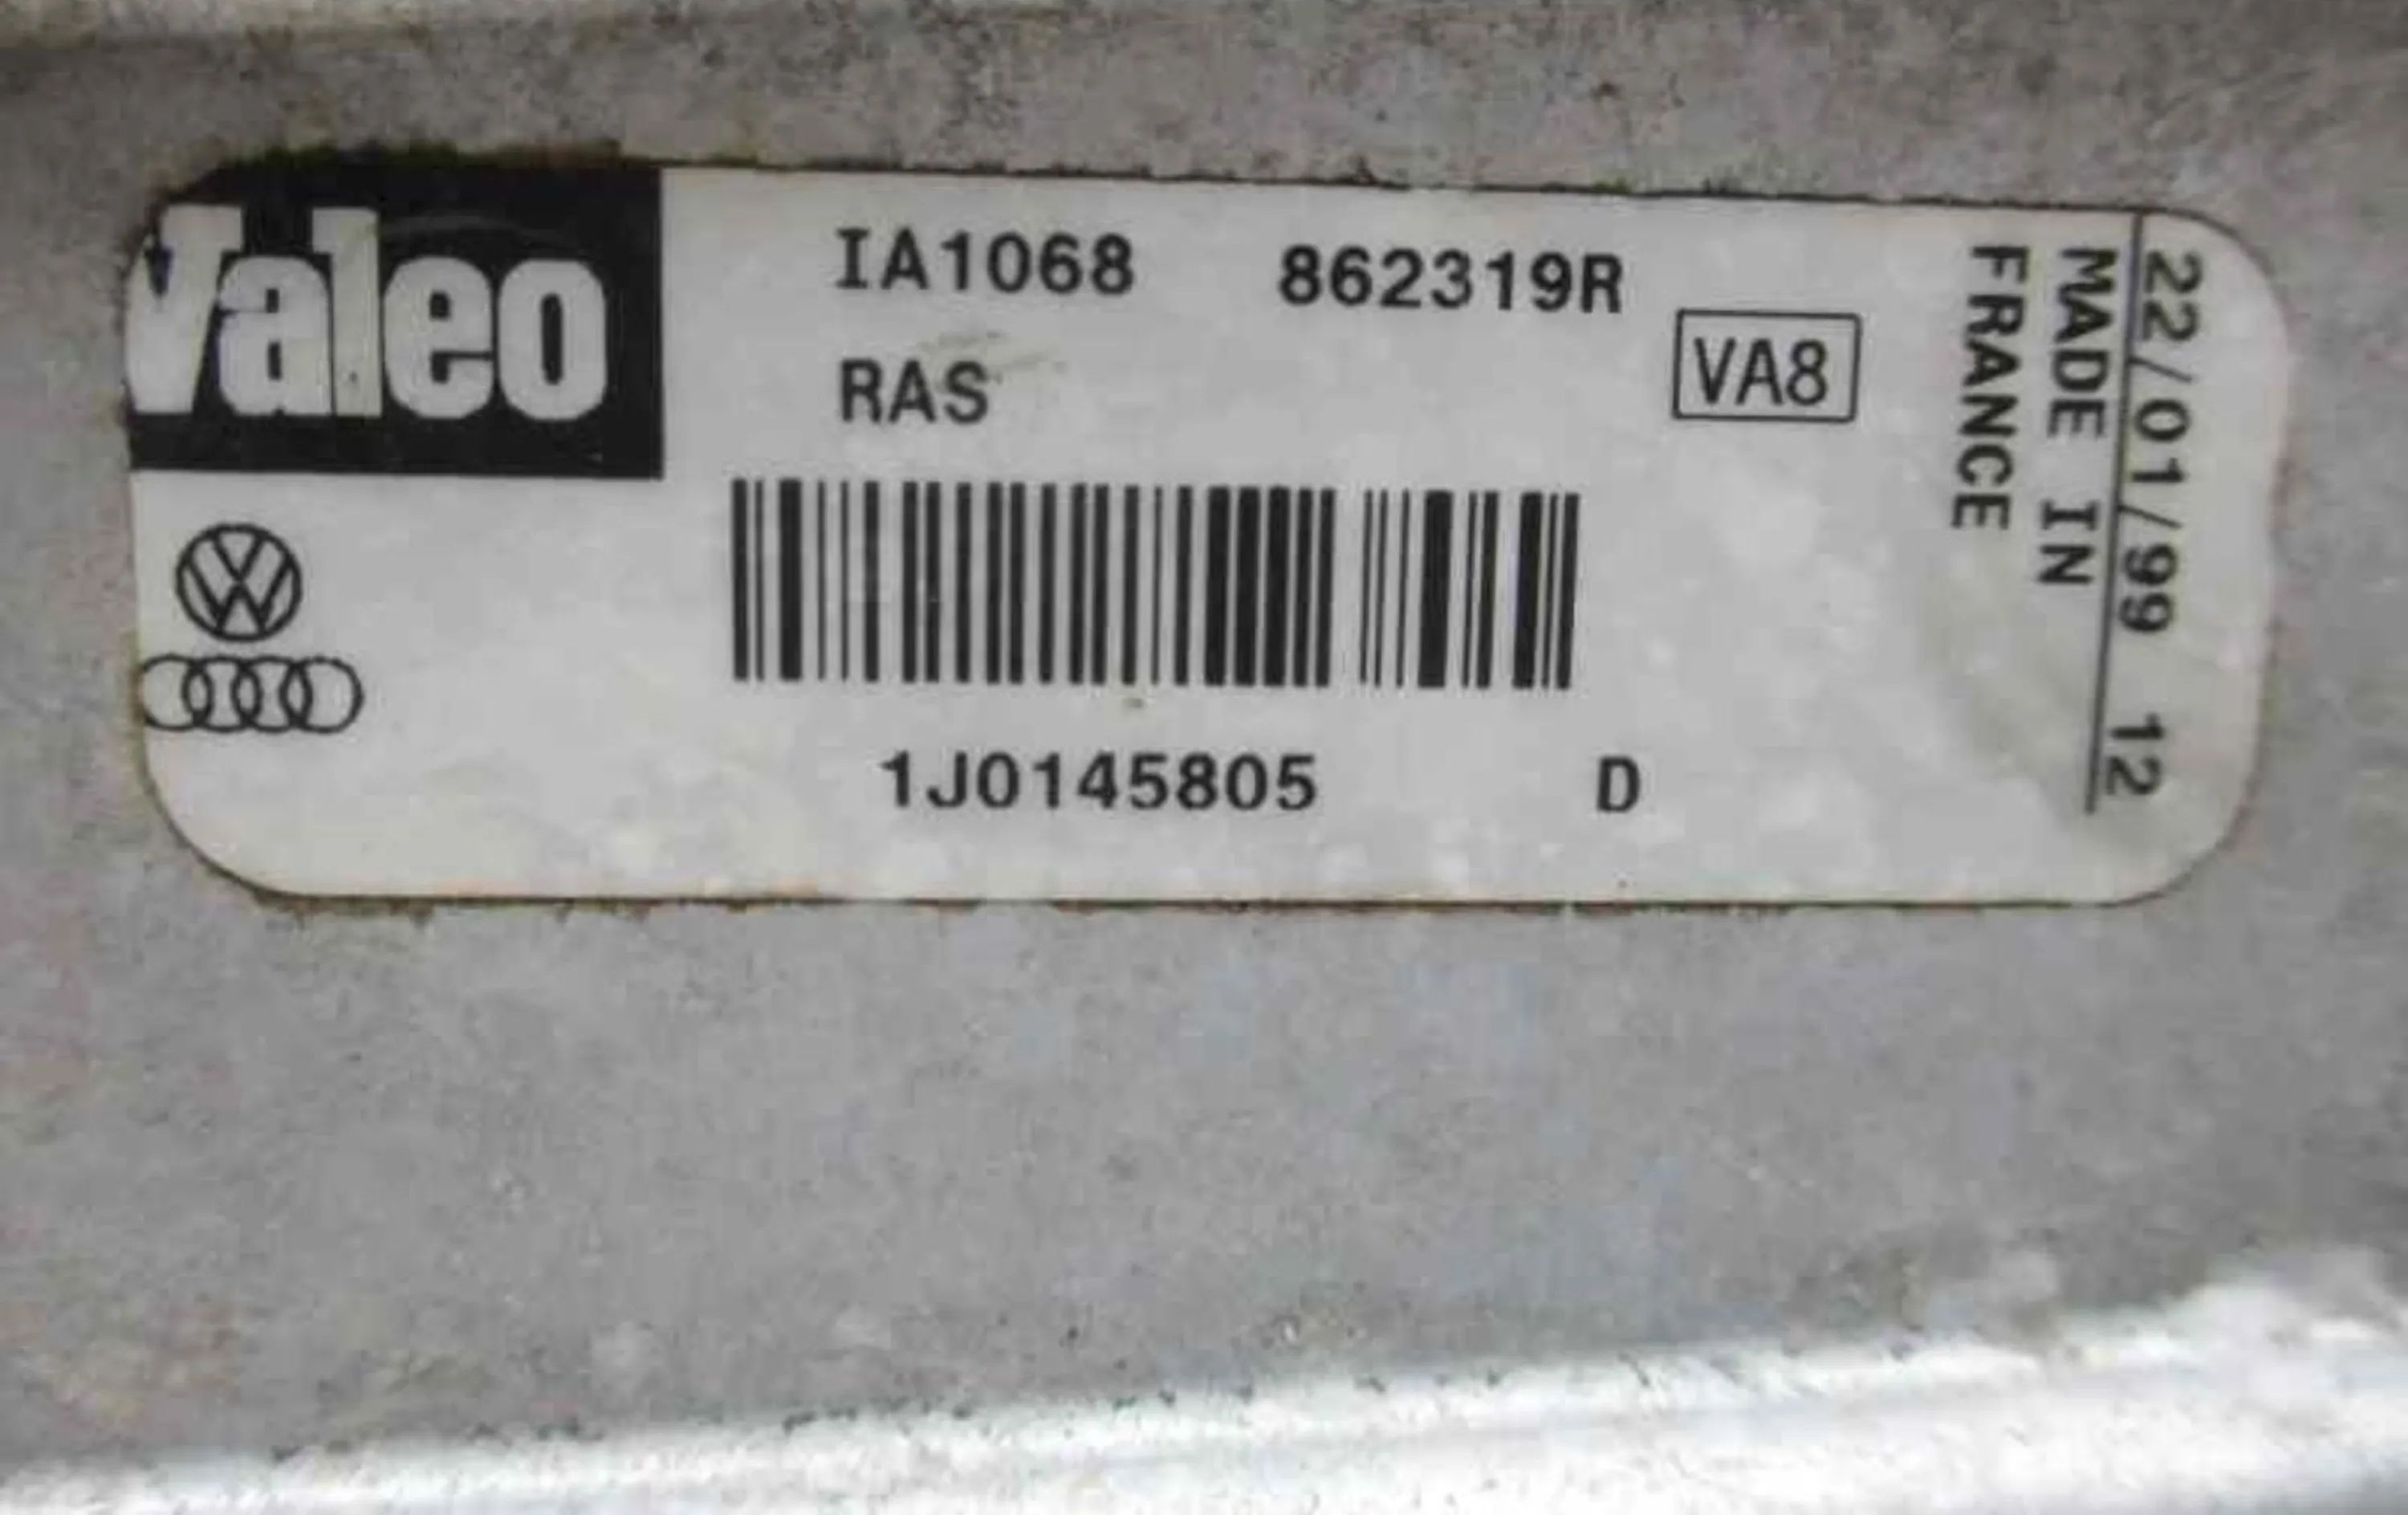 Valeo
IA1068 862319R
RAS
VA8
1J0145805 D
22/01/99 12
MADE IN
FRANCE